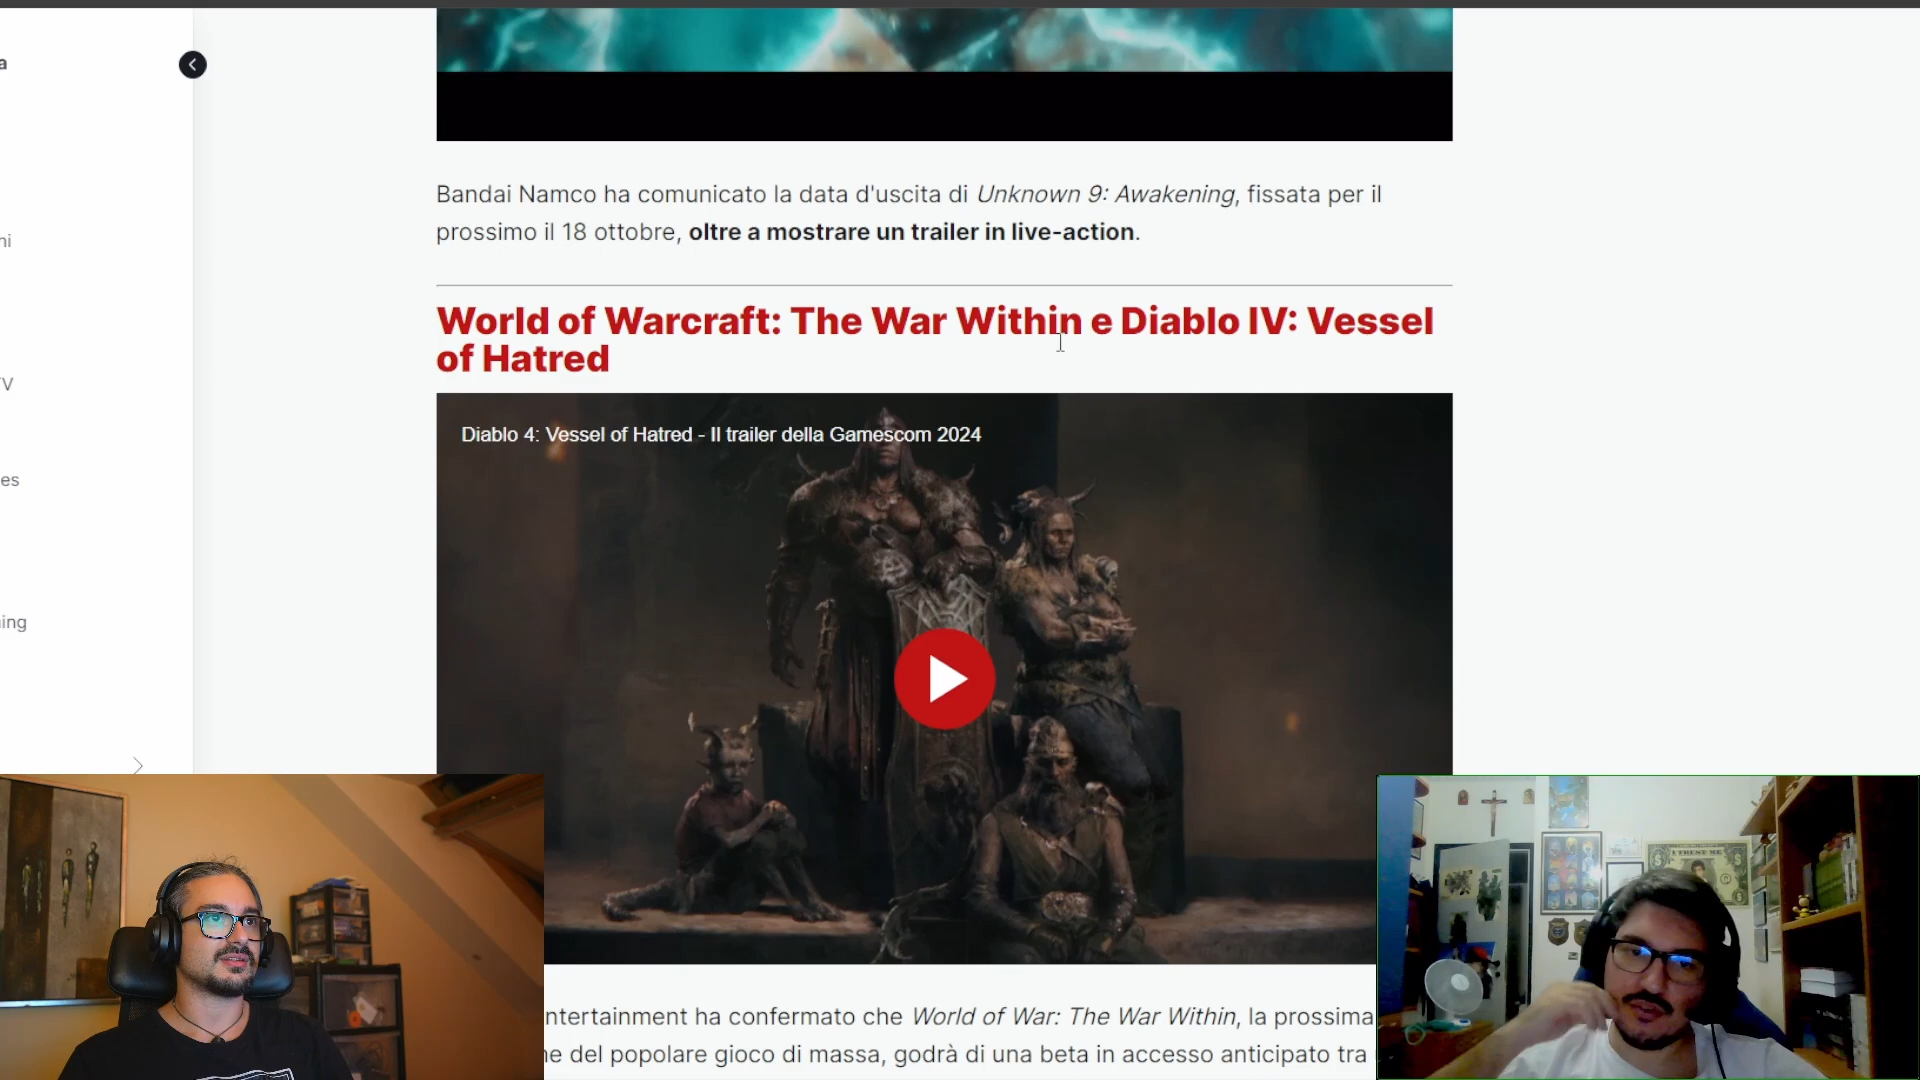 a
ni
V
es
ing
Bandai Namco ha comunicato la data d'uscita di Unknown 9: Awakening, fissata per il
prossimo il 18 ottobre, oltre a mostrare un trailer in live-action.
World of Warcraft: The War Within e Diablo IV: Vessel
of Hatred
Diablo 4: Vessel of Hatred - Il trailer della Gamescom 2024
ntertainment ha confermato che World of War: The War Within, la prossima
ne del popolare gioco di massa, godrà di una beta in accesso anticipato tra
I TRUST ME